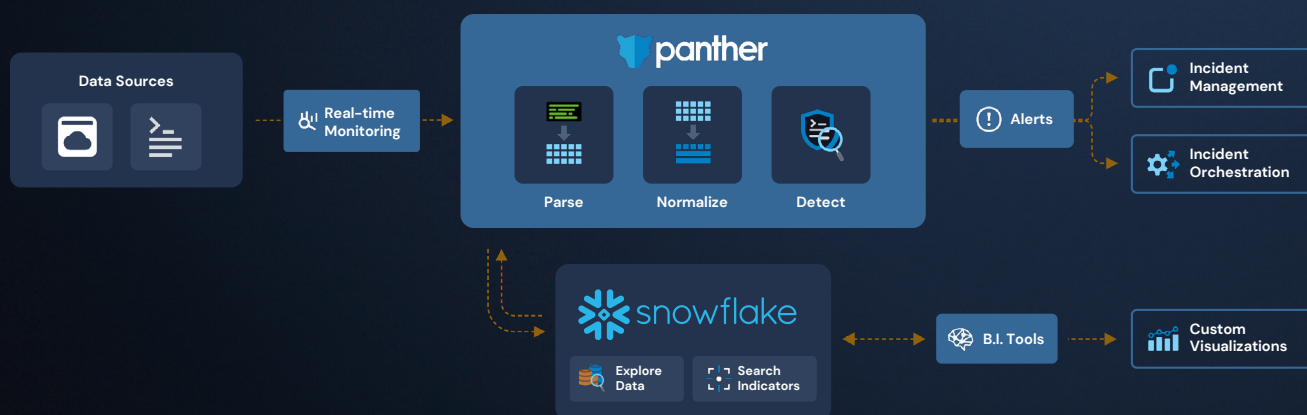 Data Sources
Real-time
Monitoring
panther
Parse
Normalize
Detect
Alerts
Incident
Management
Incident
Orchestration
snowflake
Explore
Data
Search
Indicators
B.I. Tools
Custom
Visualizations